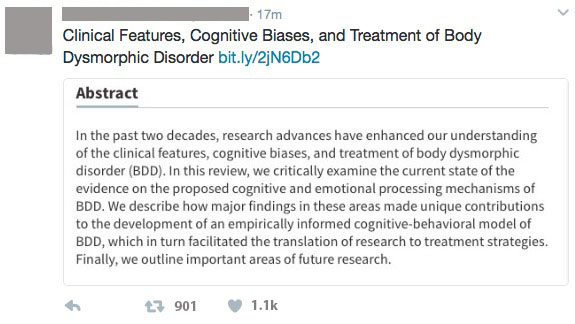 · 17m
Clinical Features, Cognitive Biases, and Treatment of Body
Dysmorphic Disorder bit.ly/2jN6Db2
Abstract
In the past two decades, research advances have enhanced our understanding
of the clinical features, cognitive biases, and treatment of body dysmorphic
disorder (BDD). In this review, we critically examine the current state of the
evidence on the proposed cognitive and emotional processing mechanisms of
BDD. We describe how major findings in these areas made unique contributions
to the development of an empirically informed cognitive-behavioral model of
BDD, which in turn facilitated the translation of research to treatment strategies.
Finally, we outline important areas of future research.
901 1.1k